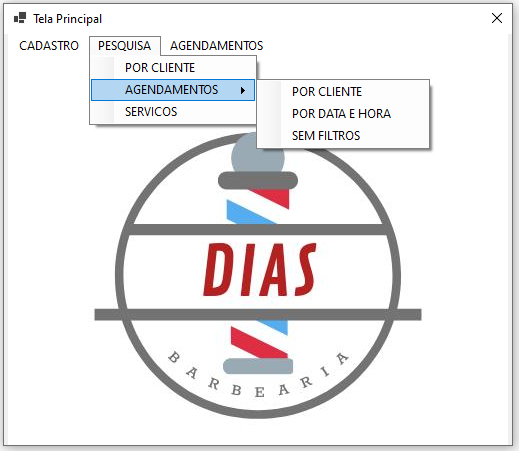 Tela Principal
CADASTRO PESQUISA AGENDAMENTOS
POR CLIENTE
AGENDAMENTOS
SERVICOS
POR CLIENTE
POR DATA E HORA
SEM FILTROS
DIAS
BARBEARIA